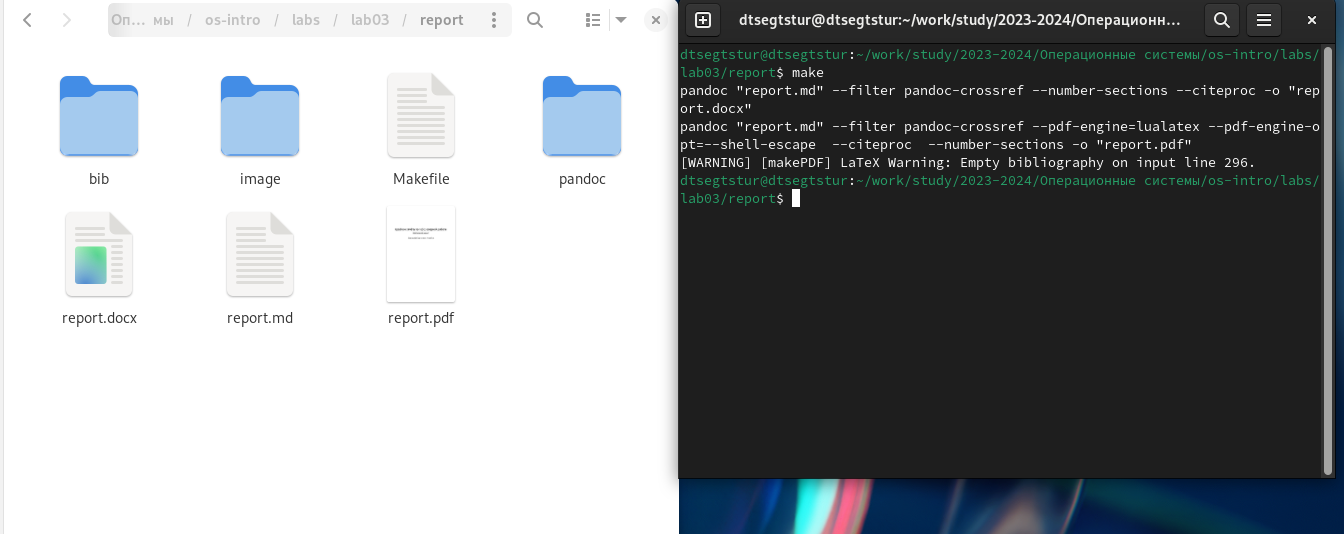 Оп… мы / os-intro / labs / lab03 / report
bib
image
Makefile
pandoc
report.docx
report.md
report.pdf
dtsegtstur@dtsegtstur:~/work/study/2023-2024/Операционн…
dtsegtstur@dtsegtstur:~/work/study/2023-2024/Операционные системы/os-intro/labs/
lab03/report$ make
pandoc "report.md" --filter pandoc-crossref --number-sections --citeproc -o "rep
ort.docx"
pandoc "report.md" --filter pandoc-crossref --pdf-engine=lualatex --pdf-engine-o
pt=--shell-escape  --citeproc  --number-sections -o "report.pdf"
[WARNING] [makePDF] LaTeX Warning: Empty bibliography on input line 296.
dtsegtstur@dtsegtstur:~/work/study/2023-2024/Операционные системы/os-intro/labs/
lab03/report$